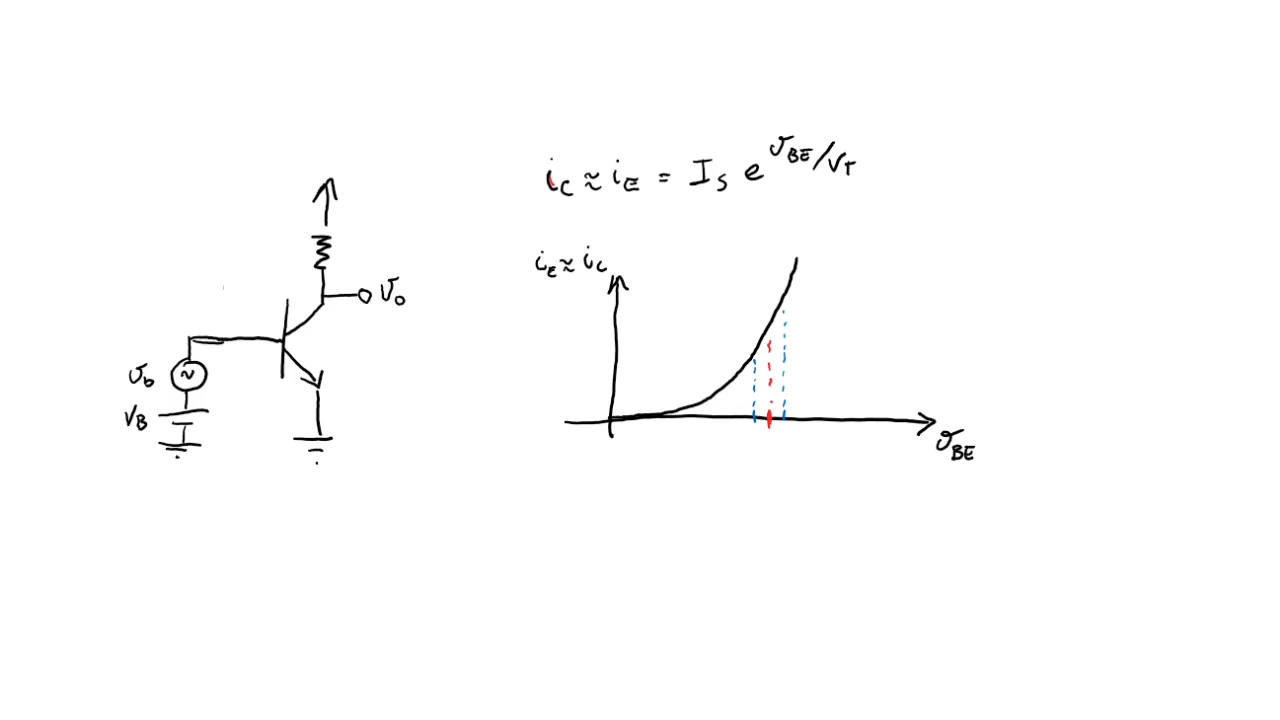 i_C ≈ i_E = I_S e^{v_BE/V_T}
i_E ≈ i_C
v_o
v_b
V_B
v_BE